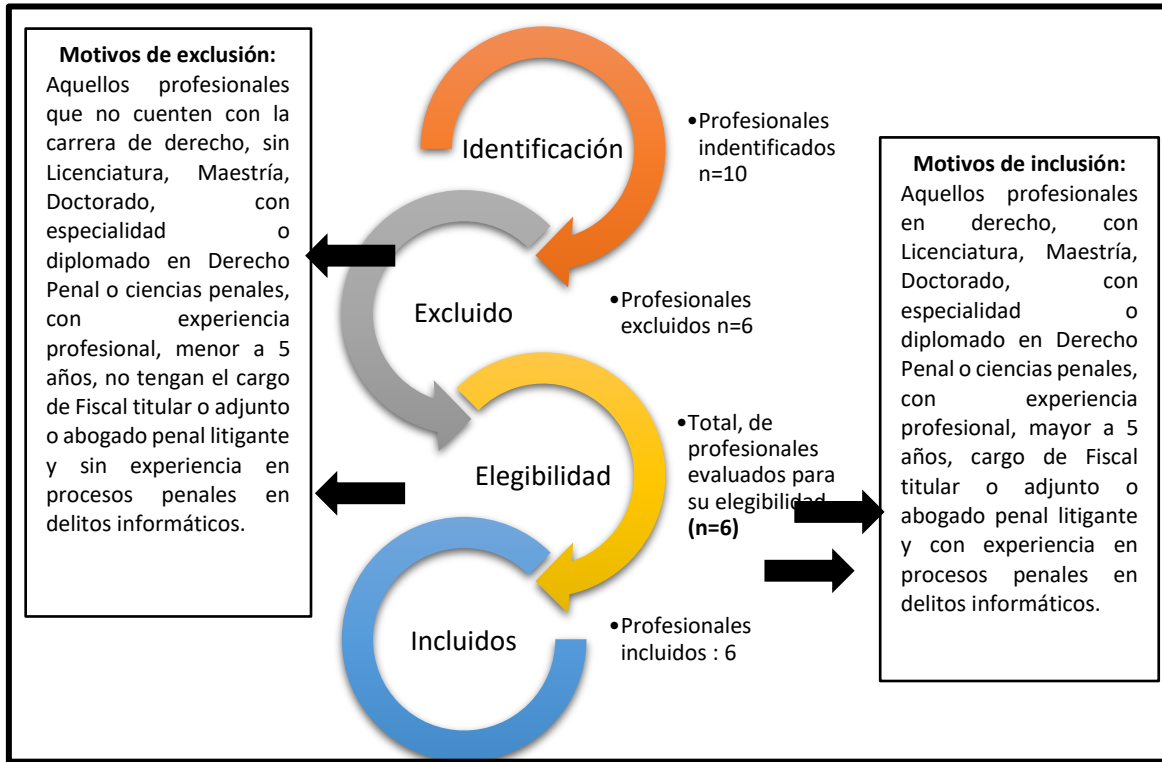 Motivos de exclusión:
Aquellos profesionales
que no cuenten con la
carrera de derecho, sin
Licenciatura, Maestría,
Doctorado, con
especialidad o
diplomado en Derecho
Penal o ciencias penales,
con experiencia
profesional, menor a 5
años, no tengan el cargo
de Fiscal titular o adjunto
o abogado penal litigante
y sin experiencia en
procesos penales en
delitos informáticos.
Identificación
•Profesionales
indentificados
n=10
Excluido
•Profesionales
excluidos n=6
Elegibilidad
•Total, de
profesionales
evaluados para
su elegibilidad
(n=6)
Incluidos
•Profesionales
incluidos : 6
Motivos de inclusión:
Aquellos profesionales
en derecho, con
Licenciatura, Maestría,
Doctorado, con
especialidad o
diplomado en Derecho
Penal o ciencias penales,
con experiencia
profesional, mayor a 5
años, cargo de Fiscal
titular o adjunto o
abogado penal litigante
y con experiencia en
procesos penales en
delitos informáticos.